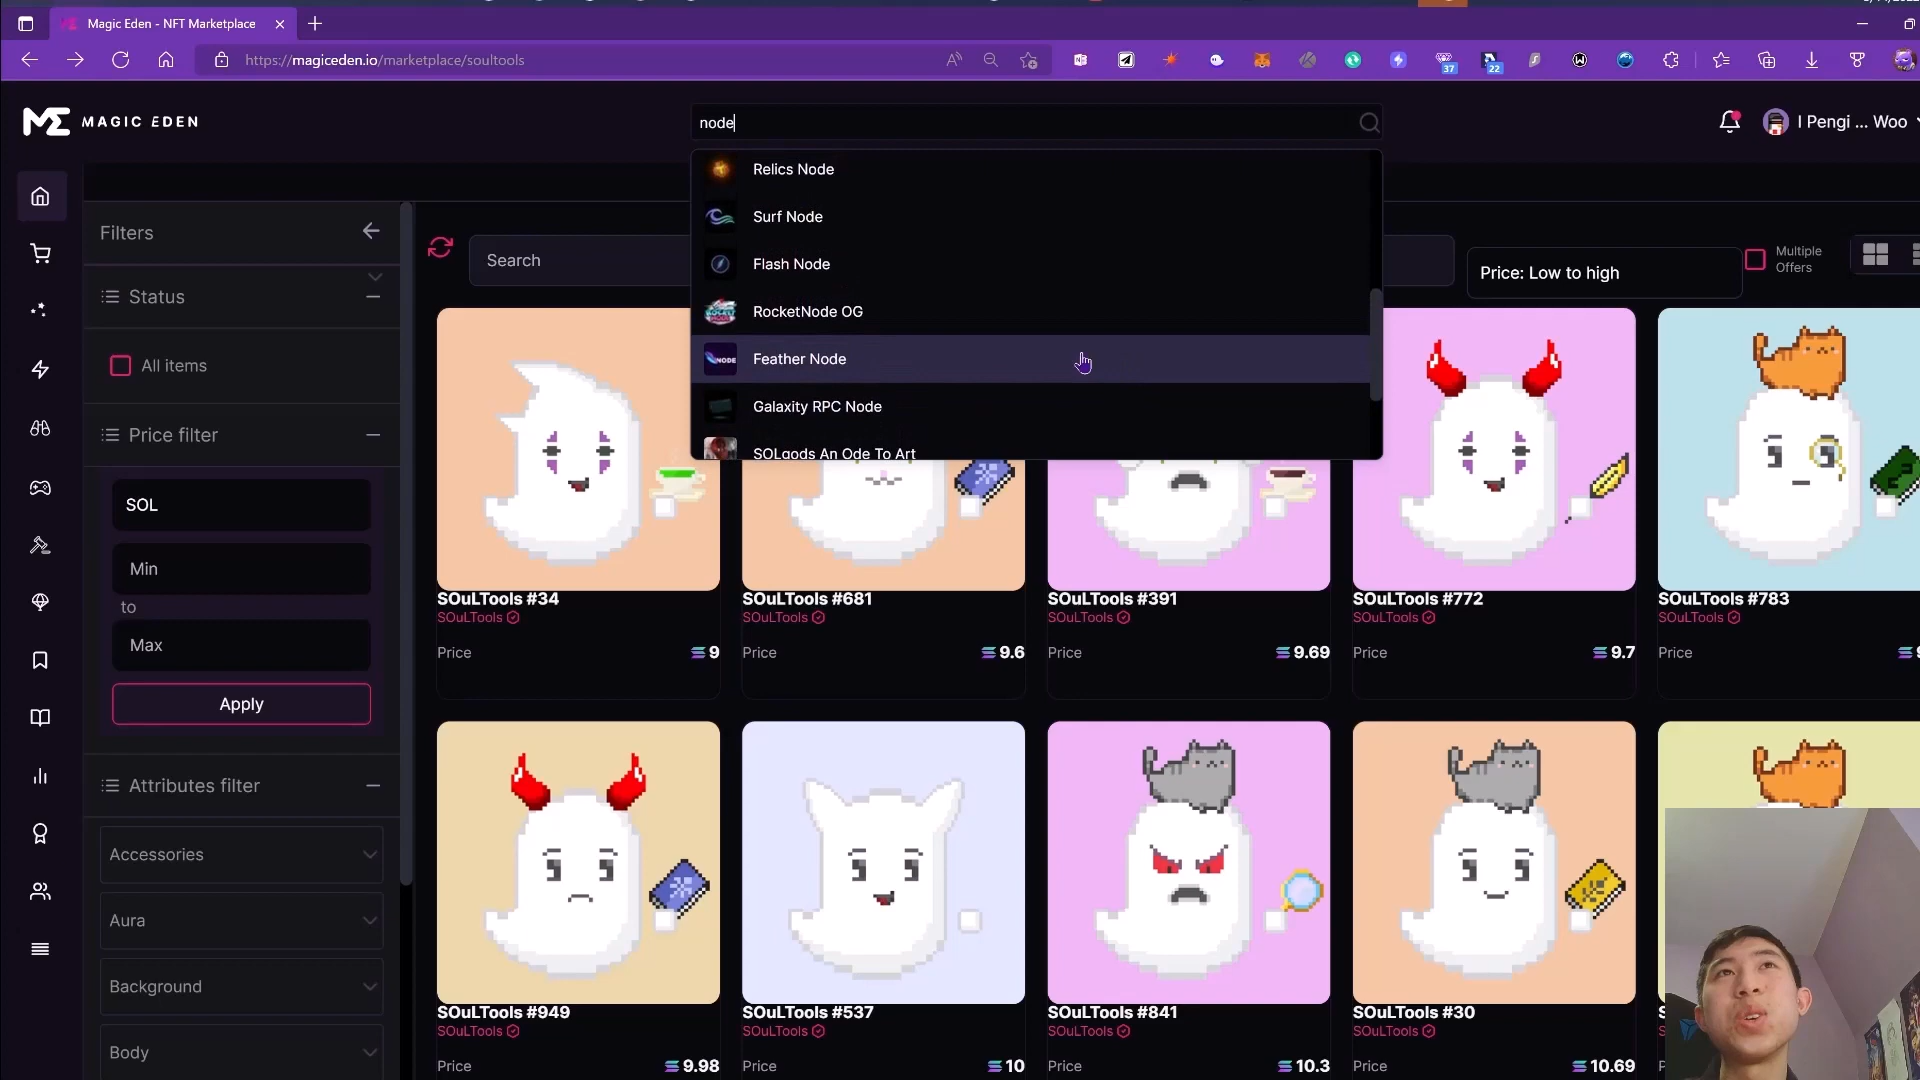 Magic Eden - NFT Marketplace
https://magiceden.io/marketplace/soultools
37
22
ME MAGIC EDEN
node
I Pengi ... Woo
Relics Node
Surf Node
Flash Node
RocketNode OG
Feather Node
Galaxity RPC Node
SOLgods An Ode To Art
Filters
Status
All items
Price filter
SOL
Min
to
Max
Apply
Attributes filter
Accessories
Aura
Background
Body
Search
Price: Low to high
Multiple
Offers
SOuLTools #34
SOuLTools
Price 9
SOuLTools #681
SOuLTools
Price 9.6
SOuLTools #391
SOuLTools
Price 9.69
SOuLTools #772
SOuLTools
Price 9.7
SOuLTools #783
SOuLTools
Price
SOuLTools #949
SOuLTools
Price 9.98
SOuLTools #537
SOuLTools
Price 10
SOuLTools #841
SOuLTools
Price 10.3
SOuLTools #30
SOuLTools
Price 10.69